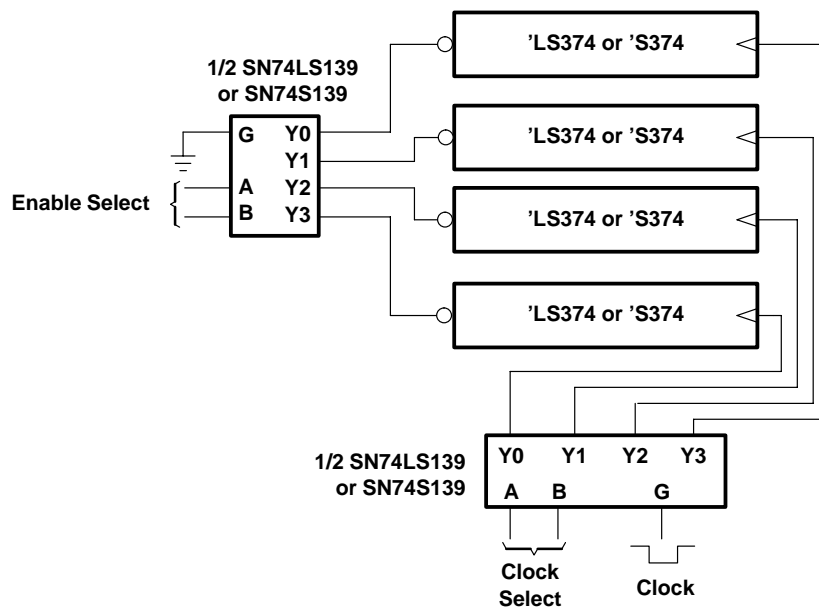 ’LS374 or ’S374
1/2 SN74LS139
or SN74S139
G Y0
Y1
A Y2
B Y3
Enable Select
’LS374 or ’S374
’LS374 or ’S374
’LS374 or ’S374
1/2 SN74LS139
or SN74S139
Y0 Y1 Y2 Y3
A B G
Clock
Select
Clock